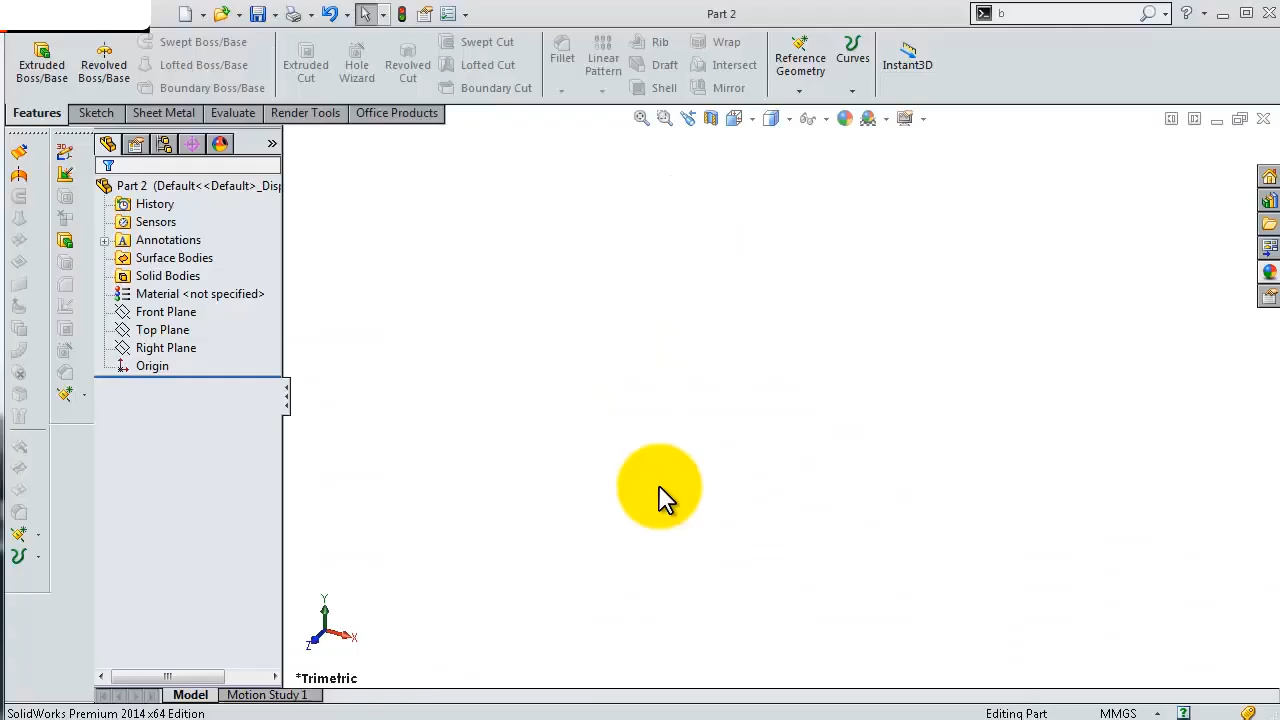 Part 2
b
Extruded Boss/Base
Revolved Boss/Base
Swept Boss/Base
Lofted Boss/Base
Boundary Boss/Base
Extruded Cut
Hole Wizard
Revolved Cut
Swept Cut
Lofted Cut
Boundary Cut
Fillet
Linear Pattern
Rib
Draft
Shell
Wrap
Intersect
Mirror
Reference Geometry
Curves
Instant3D
Features Sketch Sheet Metal Evaluate Render Tools Office Products
Part 2 (Default<<Default>_Disp
History
Sensors
Annotations
Surface Bodies
Solid Bodies
Material <not specified>
Front Plane
Top Plane
Right Plane
Origin
Y
X
Z
*Trimetric
Model Motion Study 1
SolidWorks Premium 2014 x64 Edition
Editing Part
MMGS